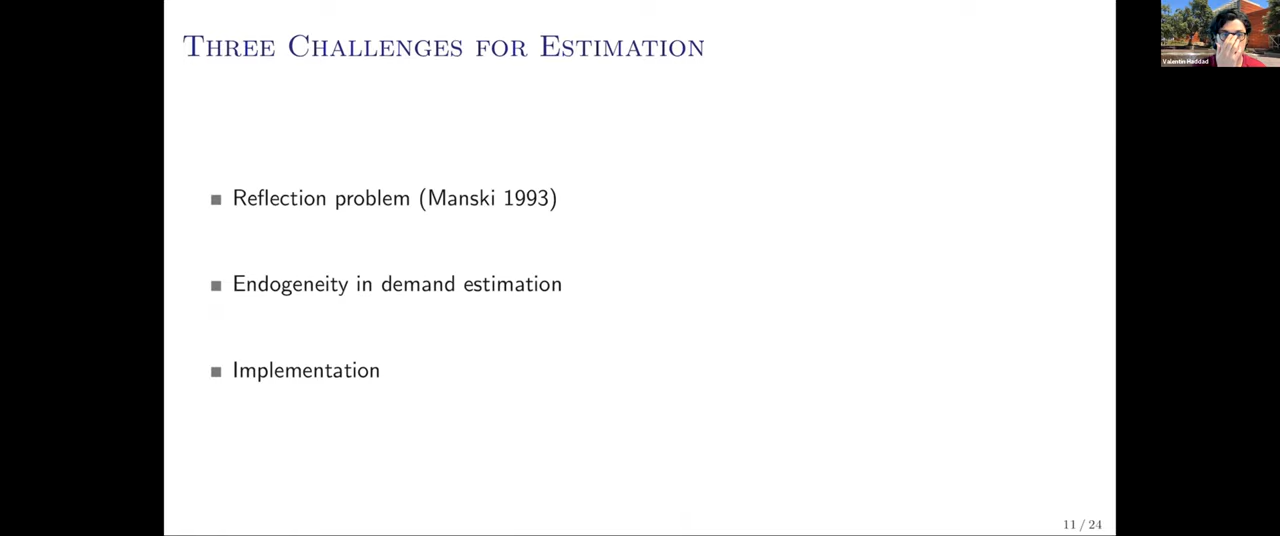 Three Challenges for Estimation
Valentin Haddad
Reflection problem (Manski 1993)
Endogeneity in demand estimation
Implementation
11 / 24